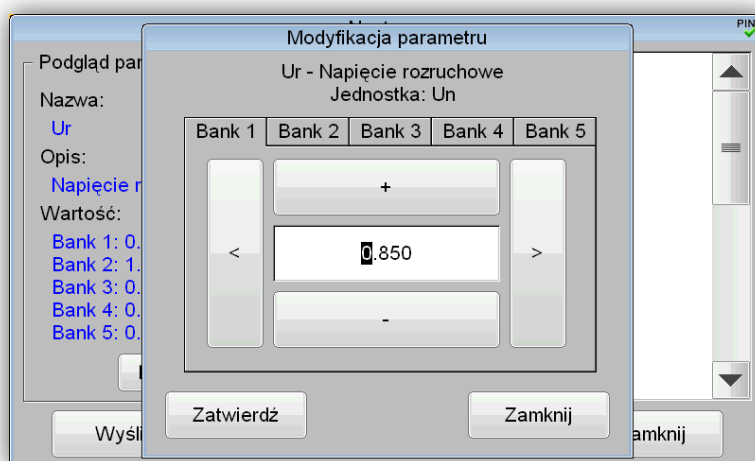 PIN
Modyfikacja parametru
Ur - Napięcie rozruchowe
Jednostka: Un
Bank 1 Bank 2 Bank 3 Bank 4 Bank 5
+
< 0.850 >
-
Zatwierdź Zamknij
Podgląd par
Nazwa:
Ur
Opis:
Napięcie r
Wartość:
Bank 1: 0.
Bank 2: 1.
Bank 3: 0.
Bank 4: 0.
Bank 5: 0.
Wyśli
amknij